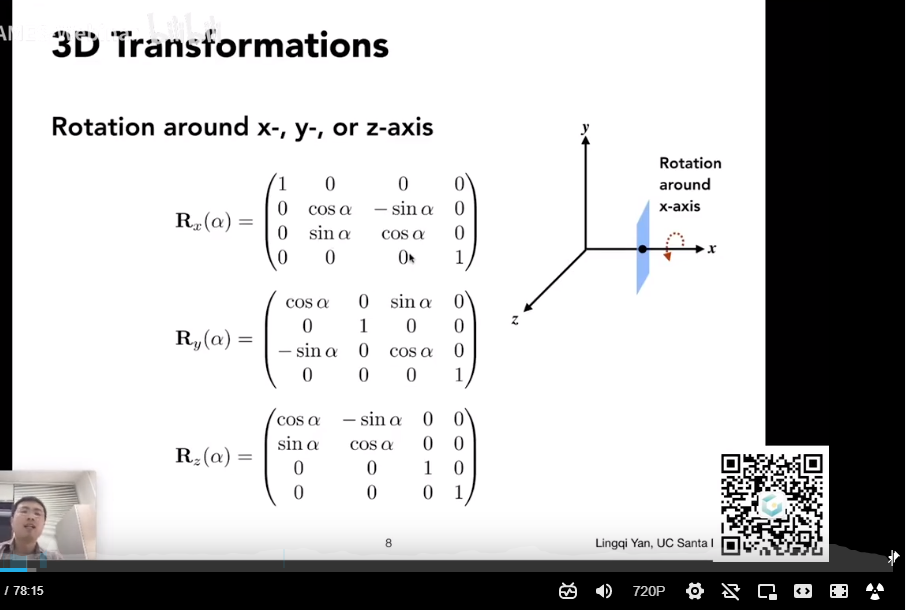 3D Transformations
Rotation around x-, y-, or z-axis
y
Rotation
around
x-axis
x
z
R_x(α) = ( 1 0 0 0
0 cos α − sin α 0
0 sin α cos α 0
0 0 0 1 )
R_y(α) = ( cos α 0 sin α 0
0 1 0 0
− sin α 0 cos α 0
0 0 0 1 )
R_z(α) = ( cos α − sin α 0 0
sin α cos α 0 0
0 0 1 0
0 0 0 1 )
8
Lingqi Yan, UC Santa
/ 78:15
720P